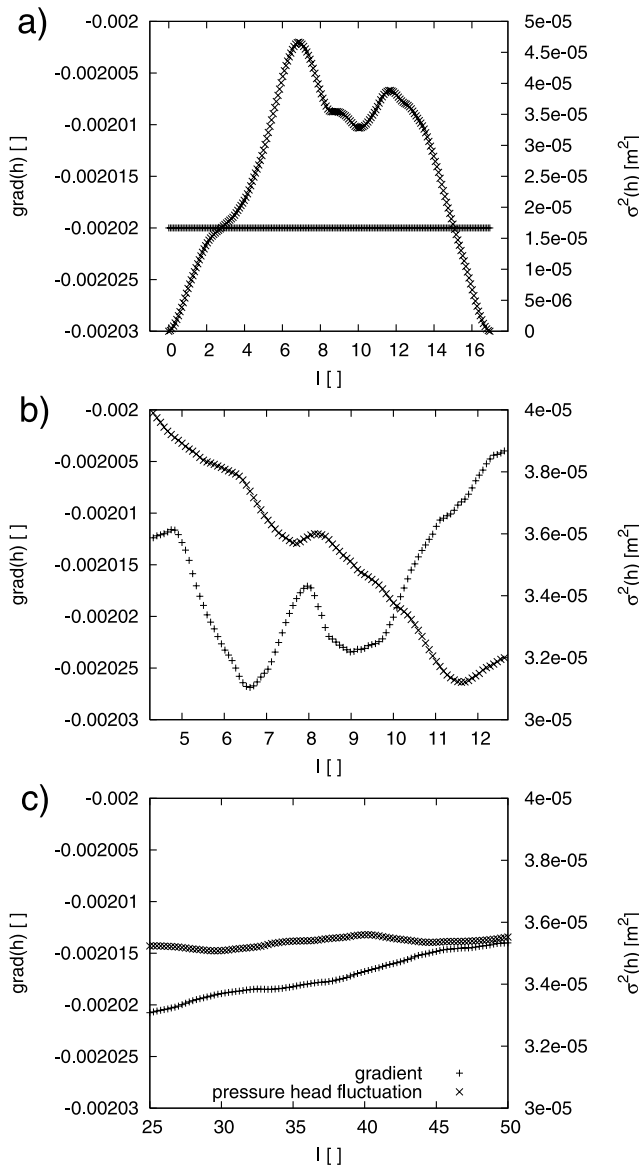 a)
-0.002
-0.002005
-0.00201
-0.002015
-0.00202
-0.002025
-0.00203
grad(h) [ ]
5e-05
4.5e-05
4e-05
3.5e-05
3e-05
2.5e-05
2e-05
1.5e-05
1e-05
5e-06
0
σ²(h) [m²]
0 2 4 6 8 10 12 14 16
l [ ]
b)
-0.002
-0.002005
-0.00201
-0.002015
-0.00202
-0.002025
-0.00203
grad(h) [ ]
4e-05
3.8e-05
3.6e-05
3.4e-05
3.2e-05
3e-05
σ²(h) [m²]
5 6 7 8 9 10 11 12
l [ ]
c)
-0.002
-0.002005
-0.00201
-0.002015
-0.00202
-0.002025
-0.00203
grad(h) [ ]
4e-05
3.8e-05
3.6e-05
3.4e-05
3.2e-05
3e-05
σ²(h) [m²]
gradient +
pressure head fluctuation ×
25 30 35 40 45 50
l [ ]